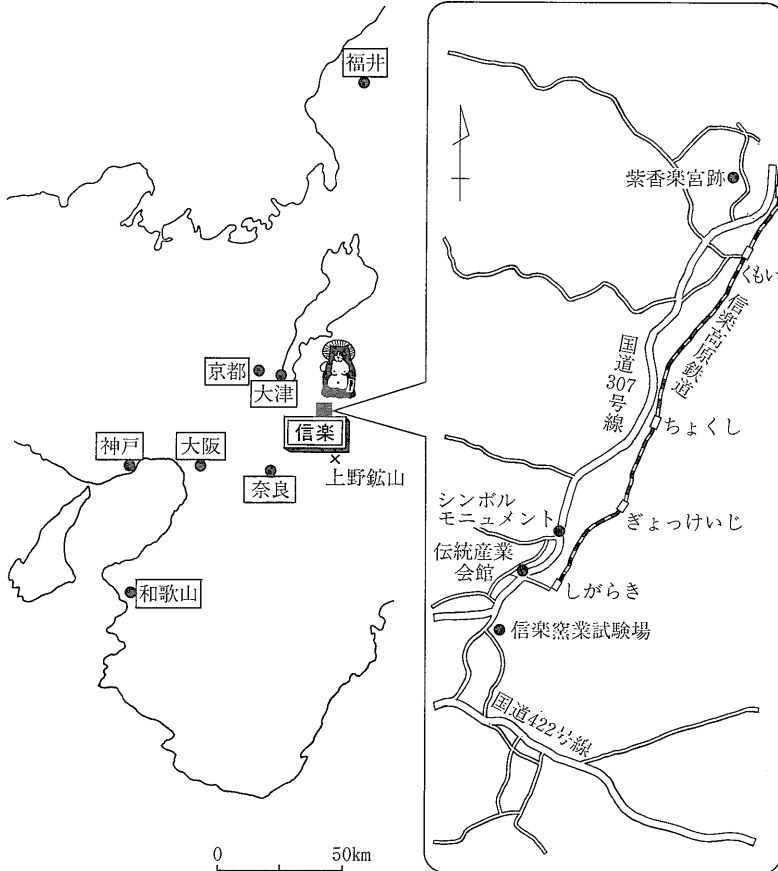 福井
京都
大津
信楽
神戸
大阪
奈良
上野鉱山
和歌山
0 50km
紫香楽宮跡
くもい
信楽高原鉄道
国道307号線
ちょくし
ぎょっけいじ
シンボル
モニュメント
伝統産業
会館
しがらき
信楽窯業試験場
国道422号線